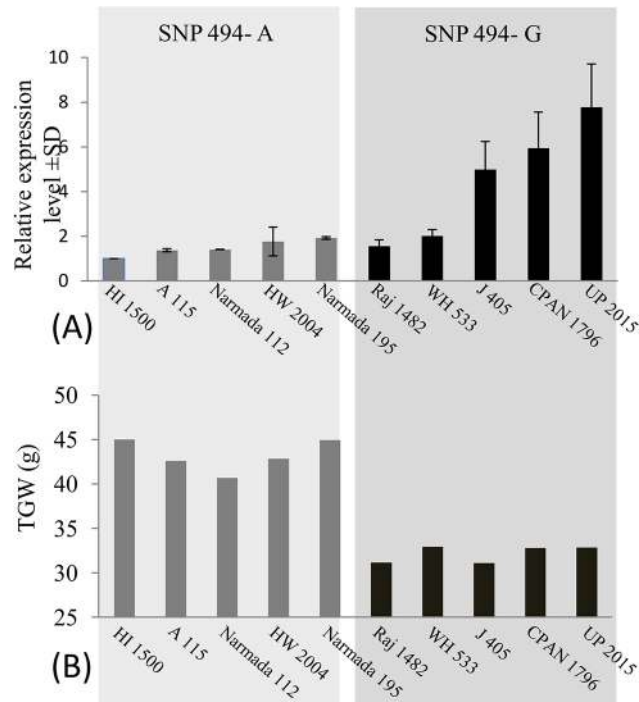 SNP 494- A
SNP 494- G
Relative expression
level ±SD
10
8
6
4
2
0
HI 1500
A 115
Narmada 112
HW 2004
Narmada 195
Raj 1482
WH 533
J 405
CPAN 1796
UP 2015
(A)
TGW (g)
50
45
40
35
30
25
HI 1500
A 115
Narmada 112
HW 2004
Narmada 195
Raj 1482
WH 533
J 405
CPAN 1796
UP 2015
(B)